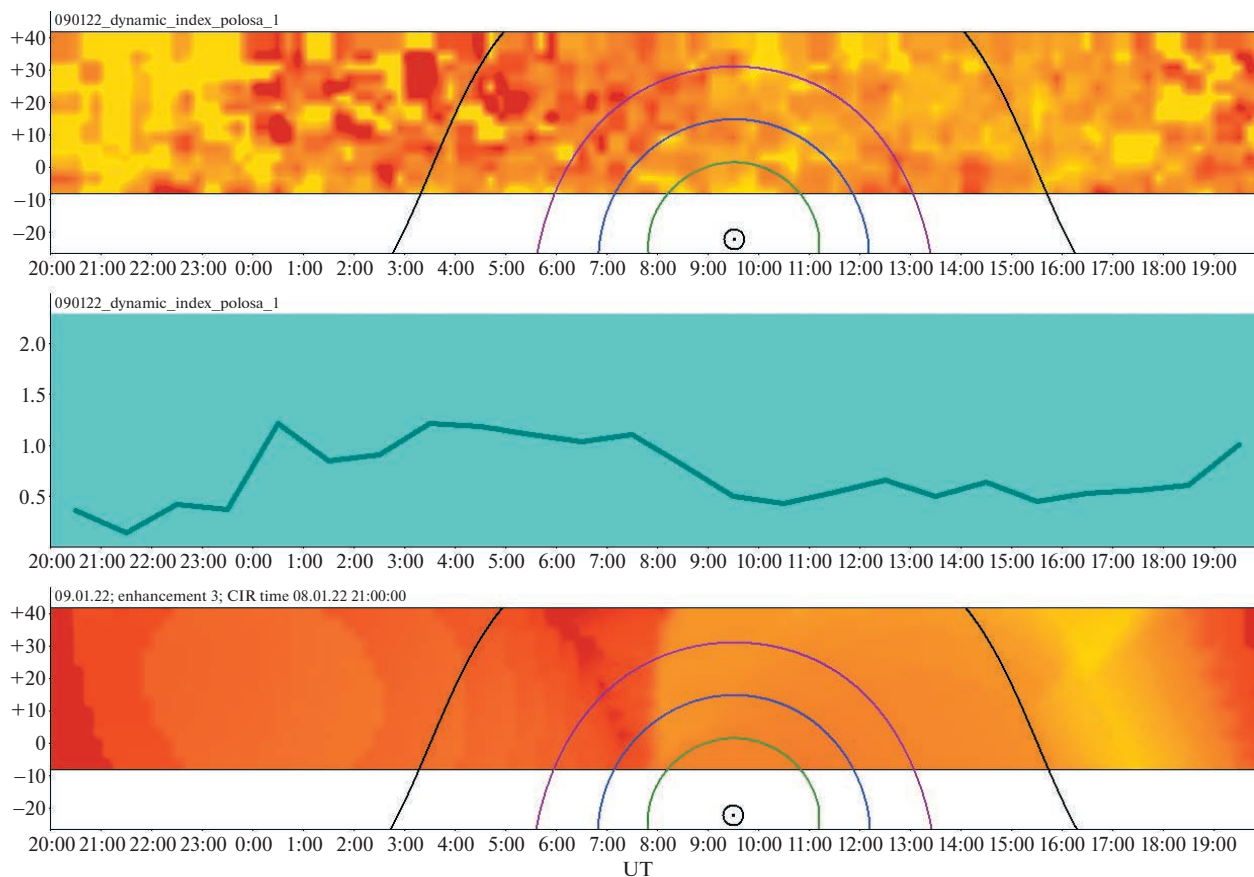 090122_dynamic_index_polosa_1
+40
+30
+20
+10
0
−10
−20
20:00 21:00 22:00 23:00 0:00 1:00 2:00 3:00 4:00 5:00 6:00 7:00 8:00 9:00 10:00 11:00 12:00 13:00 14:00 15:00 16:00 17:00 18:00 19:00
090122_dynamic_index_polosa_1
2.0
1.5
1.0
0.5
20:00 21:00 22:00 23:00 0:00 1:00 2:00 3:00 4:00 5:00 6:00 7:00 8:00 9:00 10:00 11:00 12:00 13:00 14:00 15:00 16:00 17:00 18:00 19:00
09.01.22; enhancement 3; CIR time 08.01.22 21:00:00
+40
+30
+20
+10
0
−10
−20
20:00 21:00 22:00 23:00 0:00 1:00 2:00 3:00 4:00 5:00 6:00 7:00 8:00 9:00 10:00 11:00 12:00 13:00 14:00 15:00 16:00 17:00 18:00 19:00
UT